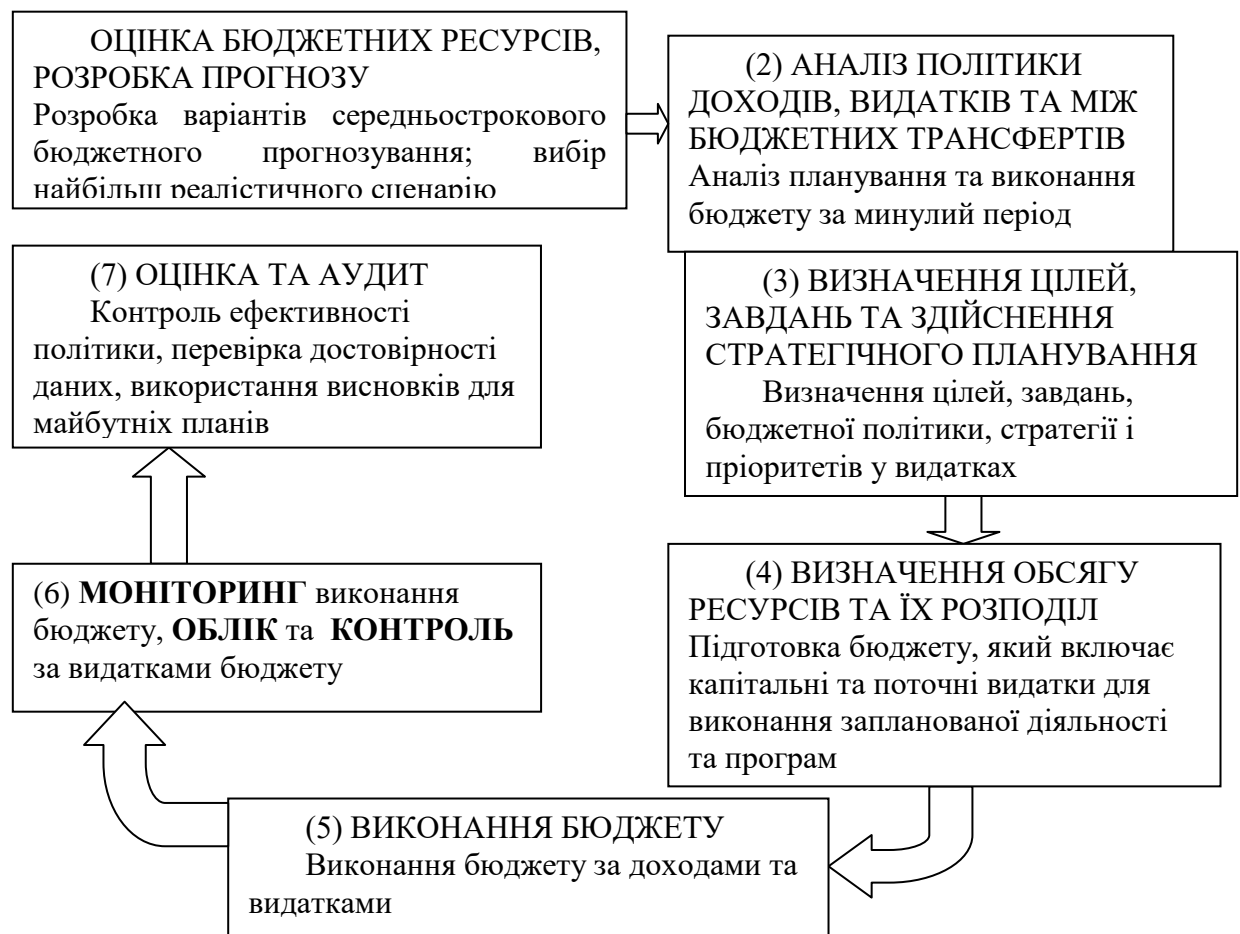 ОЦІНКА БЮДЖЕТНИХ РЕСУРСІВ,
РОЗРОБКА ПРОГНОЗУ
Розробка варіантів середньострокового
бюджетного прогнозування; вибір
найбільш реалістичного сценарію
(2) АНАЛІЗ ПОЛІТИКИ
ДОХОДІВ, ВИДАТКІВ ТА МІЖ
БЮДЖЕТНИХ ТРАНСФЕРТІВ
Аналіз планування та виконання
бюджету за минулий період
(3) ВИЗНАЧЕННЯ ЦІЛЕЙ,
ЗАВДАНЬ ТА ЗДІЙСНЕННЯ
СТРАТЕГІЧНОГО ПЛАНУВАННЯ
Визначення цілей, завдань,
бюджетної політики, стратегії і
пріоритетів у видатках
(4) ВИЗНАЧЕННЯ ОБСЯГУ
РЕСУРСІВ ТА ЇХ РОЗПОДІЛ
Підготовка бюджету, який включає
капітальні та поточні видатки для
виконання запланованої діяльності
та програм
(5) ВИКОНАННЯ БЮДЖЕТУ
Виконання бюджету за доходами та
видатками
(6) МОНІТОРИНГ виконання
бюджету, ОБЛІК та КОНТРОЛЬ
за видатками бюджету
(7) ОЦІНКА ТА АУДИТ
Контроль ефективності
політики, перевірка достовірності
даних, використання висновків для
майбутніх планів